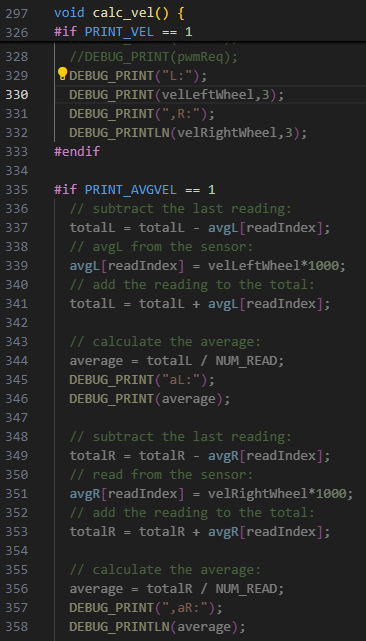 297 void calc_vel() {
326 #if PRINT_VEL == 1
328 //DEBUG_PRINT(pwmReq);
329 DEBUG_PRINT("L:");
330 DEBUG_PRINT(velLeftWheel,3);
331 DEBUG_PRINT(",R:");
332 DEBUG_PRINTLN(velRightWheel,3);
333 #endif
334
335 #if PRINT_AVGVEL == 1
336 // subtract the last reading:
337 totalL = totalL - avgL[readIndex];
338 // avgL from the sensor:
339 avgL[readIndex] = velLeftWheel*1000;
340 // add the reading to the total:
341 totalL = totalL + avgL[readIndex];
342
343 // calculate the average:
344 average = totalL / NUM_READ;
345 DEBUG_PRINT("aL:");
346 DEBUG_PRINT(average);
347
348 // subtract the last reading:
349 totalR = totalR - avgR[readIndex];
350 // read from the sensor:
351 avgR[readIndex] = velRightWheel*1000;
352 // add the reading to the total:
353 totalR = totalR + avgR[readIndex];
354
355 // calculate the average:
356 average = totalR / NUM_READ;
357 DEBUG_PRINT(",aR:");
358 DEBUG_PRINTLN(average);